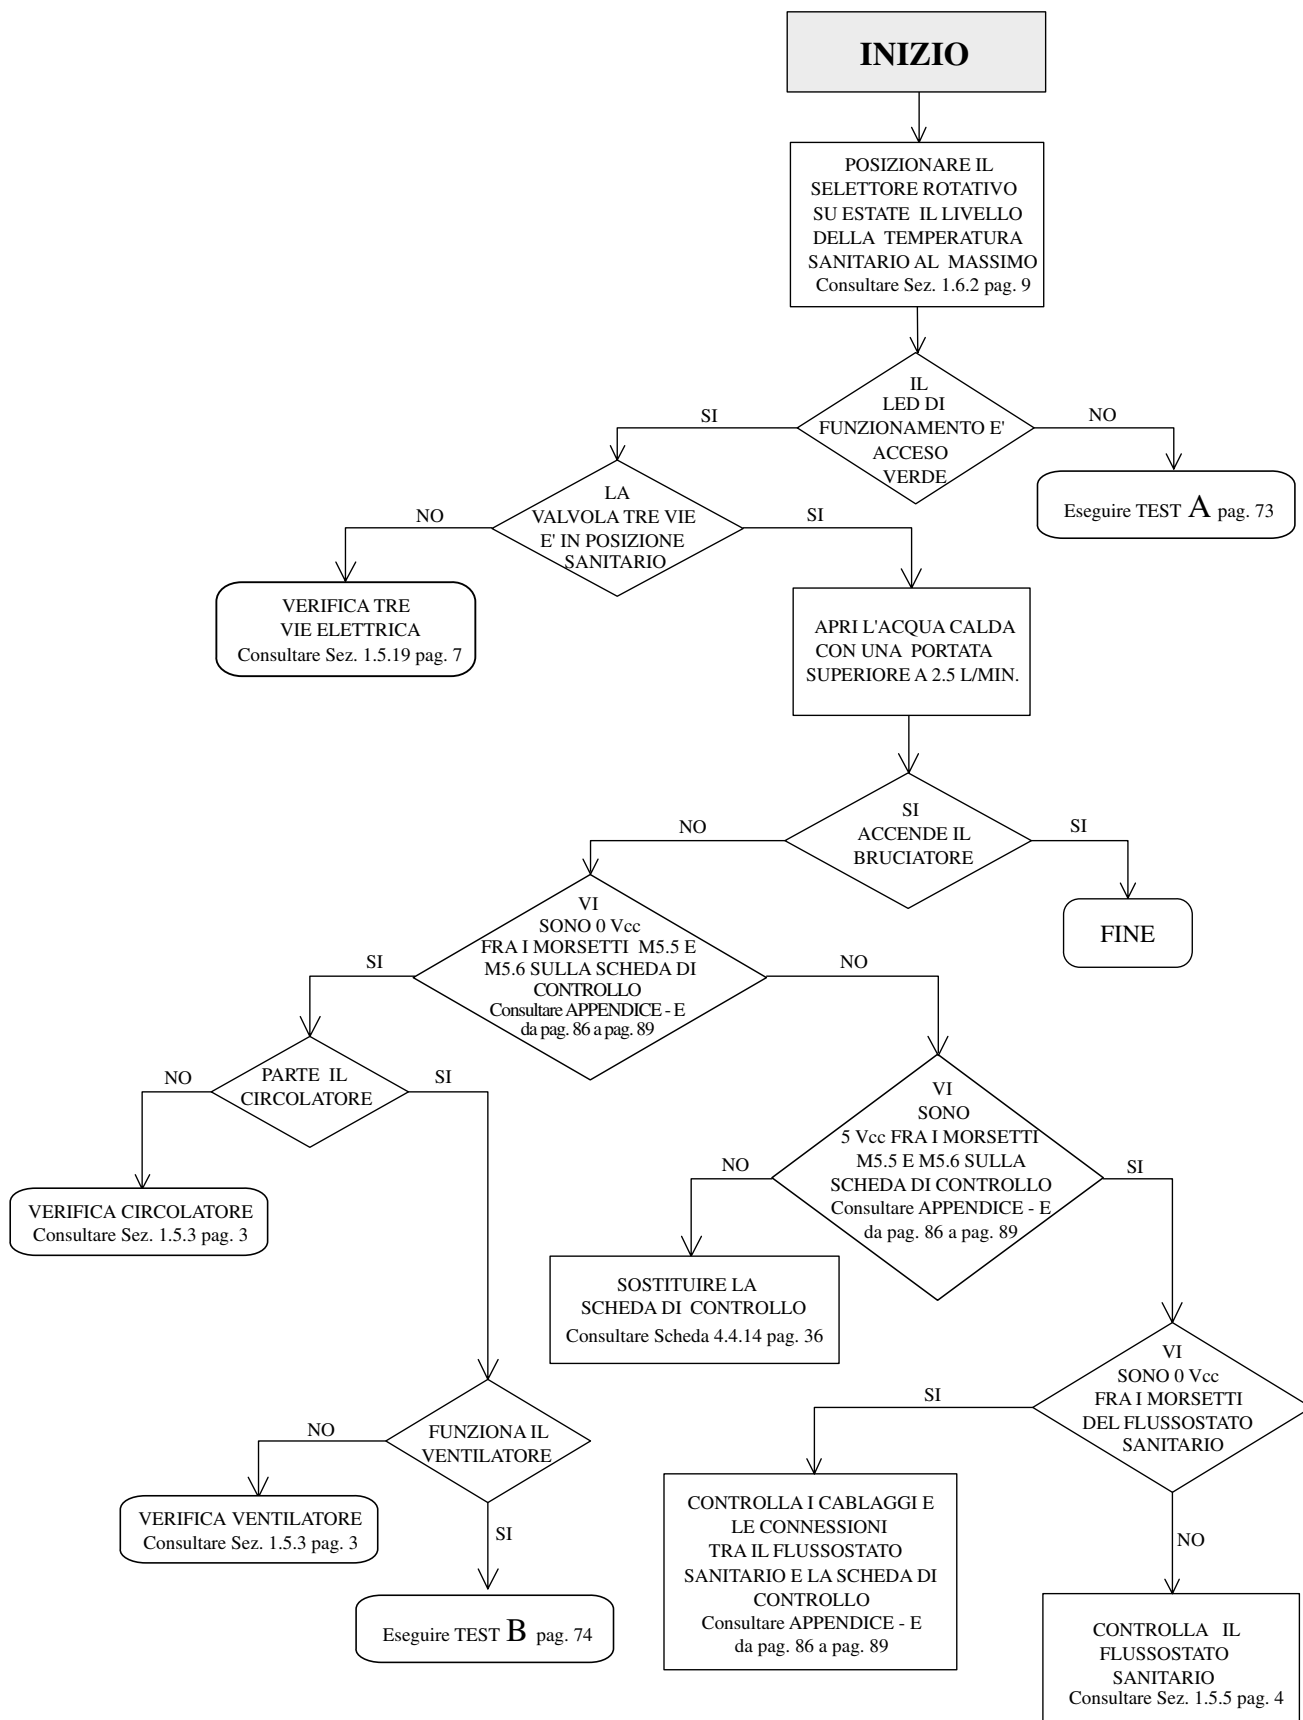 INIZIO
POSIZIONARE IL
SELETTORE ROTATIVO
SU ESTATE IL LIVELLO
DELLA TEMPERATURA
SANITARIO AL MASSIMO
Consultare Sez. 1.6.2 pag. 9
IL
LED DI
FUNZIONAMENTO E'
ACCESO
VERDE
SI
NO
Eseguire TEST A pag. 73
LA
VALVOLA TRE VIE
E' IN POSIZIONE
SANITARIO
NO
SI
VERIFICA TRE
VIE ELETTRICA
Consultare Sez. 1.5.19 pag. 7
APRI L'ACQUA CALDA
CON UNA PORTATA
SUPERIORE A 2.5 L/MIN.
SI
ACCENDE IL
BRUCIATORE
NO
SI
FINE
VI
SONO 0 Vcc
FRA I MORSETTI M5.5 E
M5.6 SULLA SCHEDA DI
CONTROLLO
Consultare APPENDICE - E
da pag. 86 a pag. 89
SI
NO
PARTE IL
CIRCOLATORE
NO
SI
VERIFICA CIRCOLATORE
Consultare Sez. 1.5.3 pag. 3
VI
SONO
5 Vcc FRA I MORSETTI
M5.5 E M5.6 SULLA
SCHEDA DI CONTROLLO
Consultare APPENDICE - E
da pag. 86 a pag. 89
NO
SI
SOSTITUIRE LA
SCHEDA DI CONTROLLO
Consultare Scheda 4.4.14 pag. 36
VI
SONO 0 Vcc
FRA I MORSETTI
DEL FLUSSOSTATO
SANITARIO
SI
NO
FUNZIONA IL
VENTILATORE
NO
SI
VERIFICA VENTILATORE
Consultare Sez. 1.5.3 pag. 3
Eseguire TEST B pag. 74
CONTROLLA I CABLAGGI E
LE CONNESSIONI
TRA IL FLUSSOSTATO
SANITARIO E LA SCHEDA DI
CONTROLLO
Consultare APPENDICE - E
da pag. 86 a pag. 89
CONTROLLA IL
FLUSSOSTATO
SANITARIO
Consultare Sez. 1.5.5 pag. 4